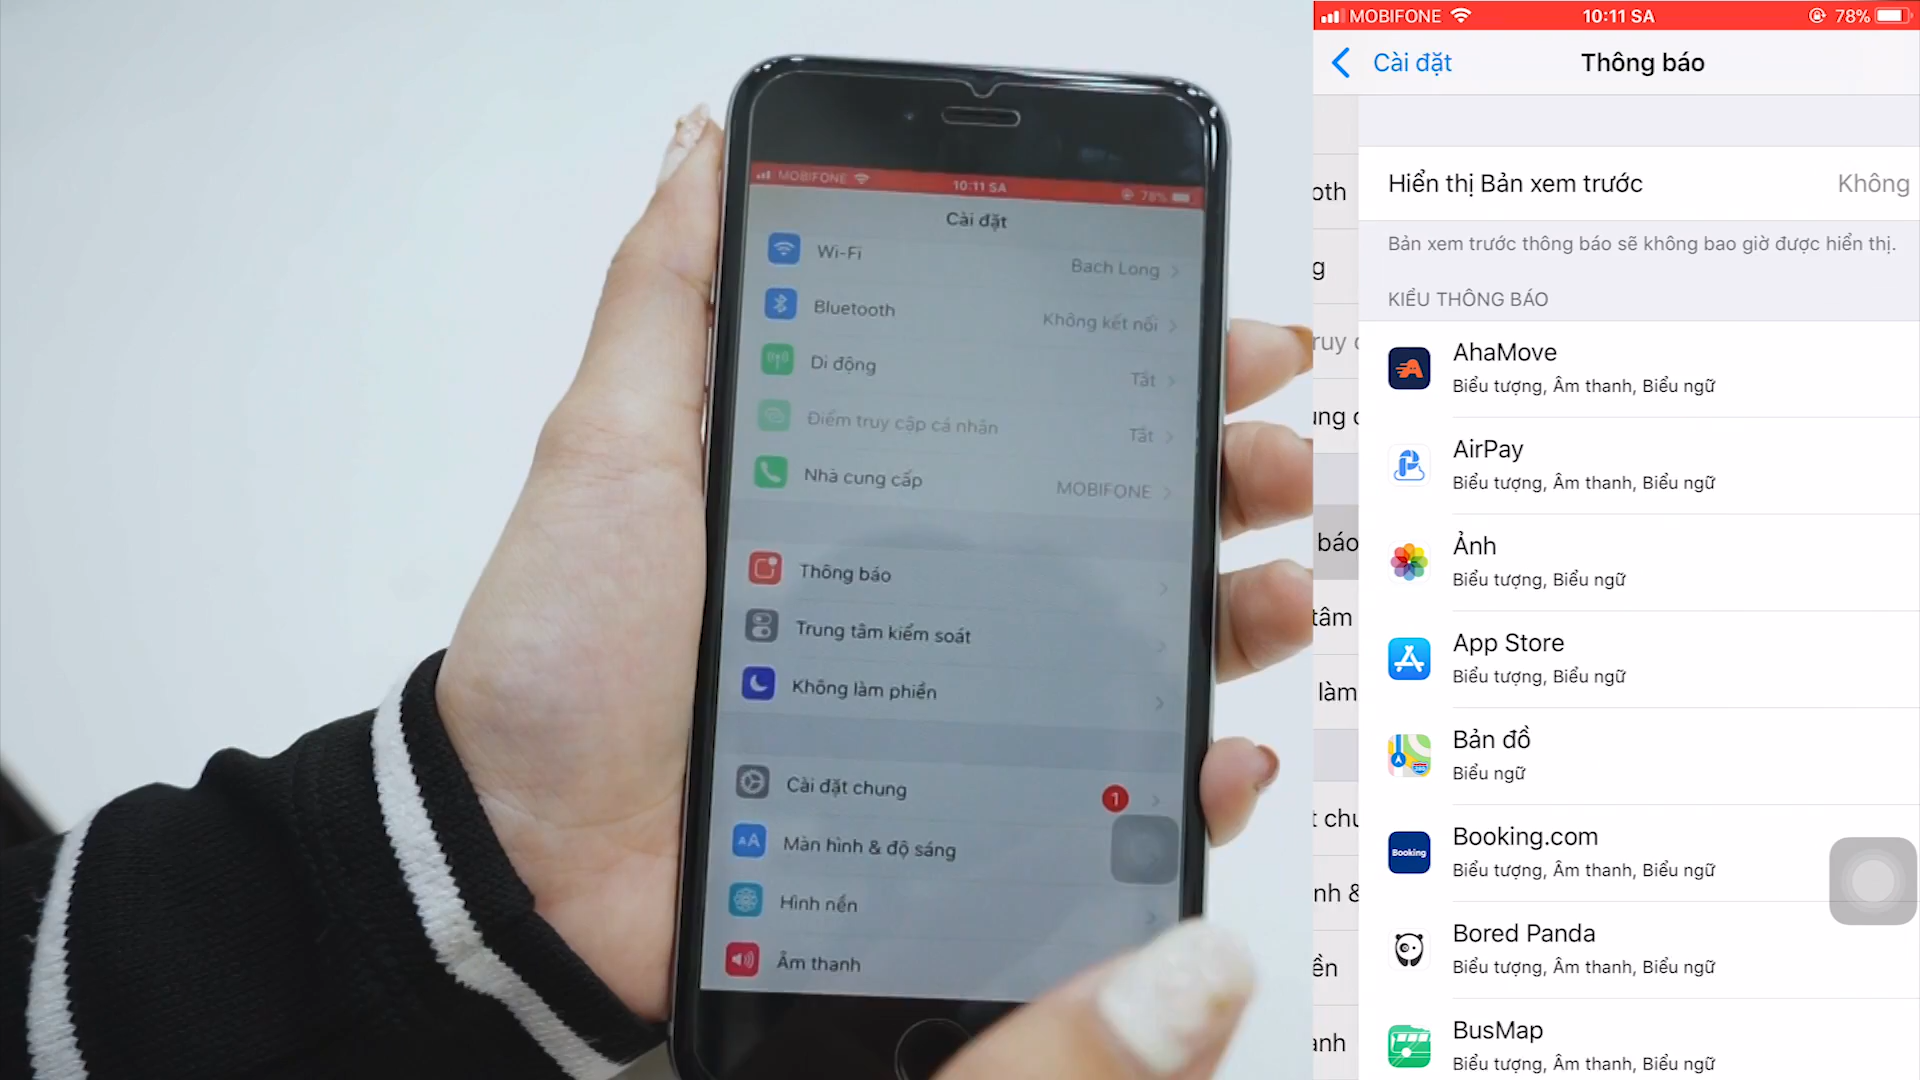 MOBIFONE
10:11 SA
78%
Cài đặt
Wi-Fi
Bach Long
Bluetooth
Không kết nối
Di động
Tắt
Điểm truy cập cá nhân
Tắt
Nhà cung cấp
MOBIFONE
Thông báo
Trung tâm kiểm soát
Không làm phiền
Cài đặt chung
1
Màn hình & độ sáng
AA
Hình nền
Âm thanh
MOBIFONE
10:11 SA
78%
Cài đặt
Thông báo
Hiển thị Bản xem trước
Không
Bản xem trước thông báo sẽ không bao giờ được hiển thị.
KIỂU THÔNG BÁO
AhaMove
Biểu tượng, Âm thanh, Biểu ngữ
AirPay
Biểu tượng, Âm thanh, Biểu ngữ
Ảnh
Biểu tượng, Biểu ngữ
App Store
Biểu tượng, Biểu ngữ
Bản đồ
Biểu ngữ
Booking
Booking.com
Biểu tượng, Âm thanh, Biểu ngữ
Bored Panda
Biểu tượng, Âm thanh, Biểu ngữ
BusMap
Biểu tượng, Âm thanh, Biểu ngữ
oth
g
ruy c
ung c
báo
tâm
làm
t chu
nh &
ền
anh